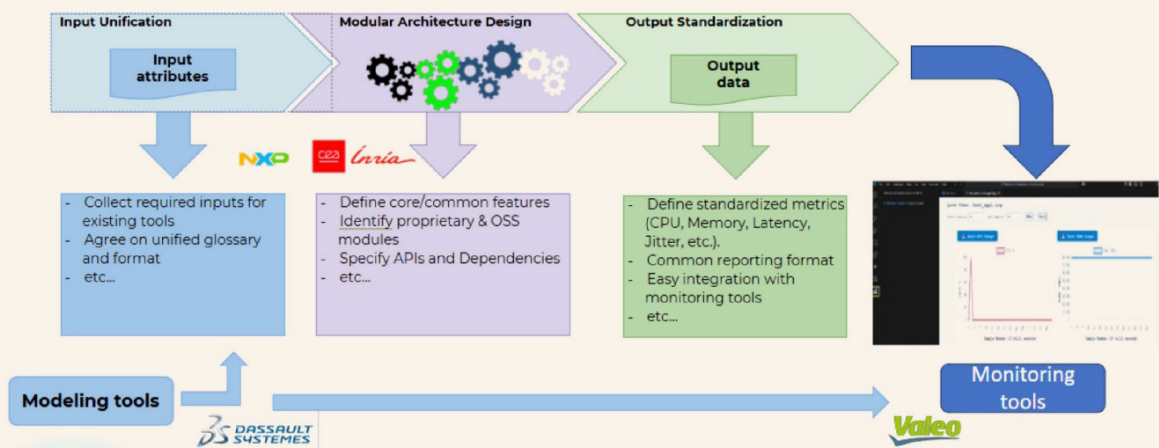 Input Unification
Modular Architecture Design
Output Standardization
Input
attributes
Output
data
NXP
cea
Inria
- Collect required inputs for
existing tools
- Agree on unified glossary
and format
- etc...
- Define core/common features
- Identify proprietary & OSS
modules
- Specify APIs and Dependencies
- etc...
- Define standardized metrics
(CPU, Memory, Latency,
Jitter, etc.).
- Common reporting format
- Easy integration with
monitoring tools
- etc...
Modeling tools
DASSAULT
SYSTEMES
Valeo
Monitoring
tools